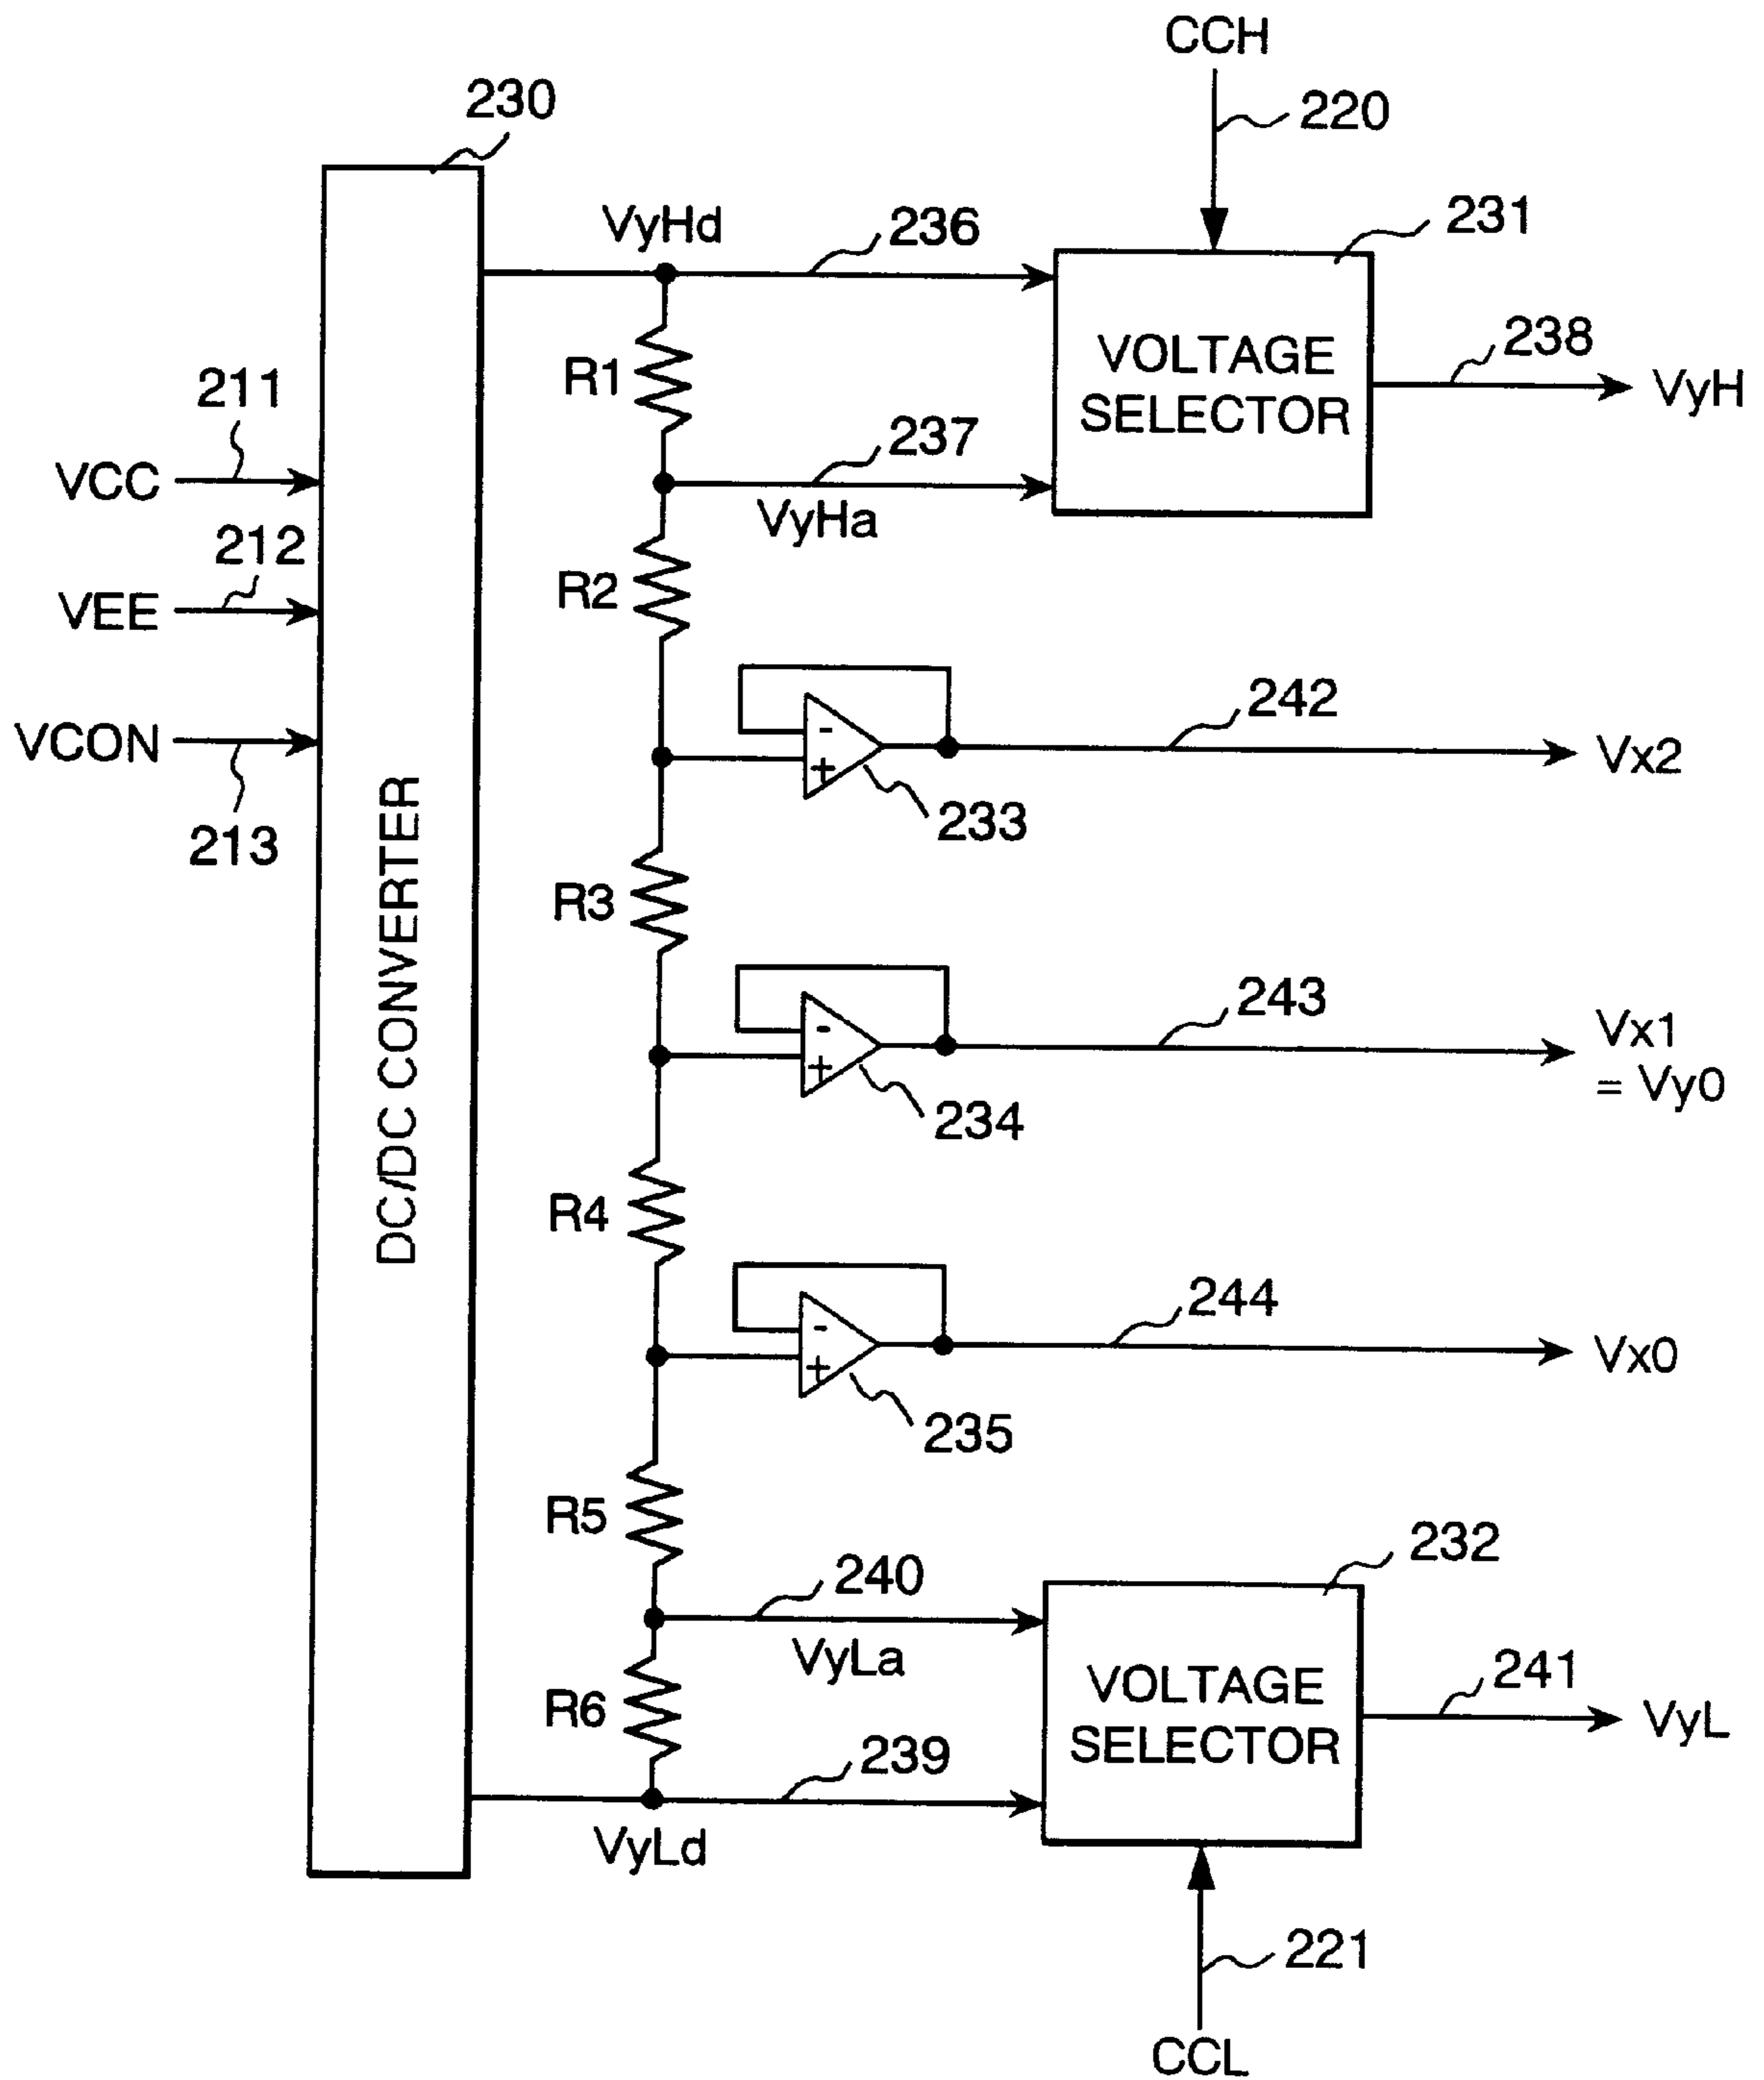 CCH
220
230
VyHd
236
231
R1
VOLTAGE
SELECTOR
238
VyH
211
VCC
237
VyHa
212
VEE
R2
242
VCON
213
-
+
Vx2
233
DC/DC CONVERTER
R3
243
-
+
Vx1
= Vy0
234
R4
244
-
+
Vx0
235
R5
232
240
VyLa
VOLTAGE
SELECTOR
241
VyL
R6
239
VyLd
221
CCL